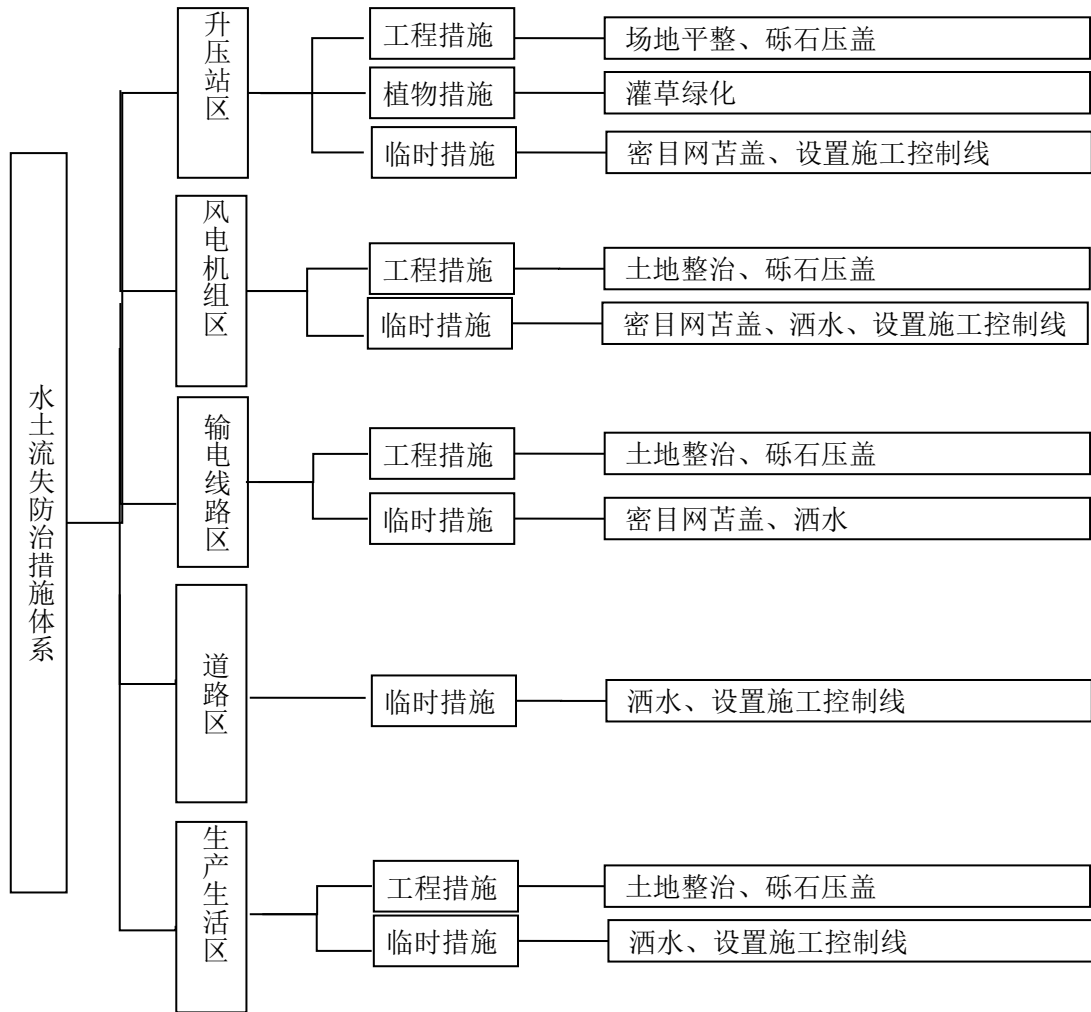 水土流失防治措施体系
升压站区
工程措施
场地平整、砾石压盖
植物措施
灌草绿化
临时措施
密目网苫盖、设置施工控制线
风电机组区
工程措施
土地整治、砾石压盖
临时措施
密目网苫盖、洒水、设置施工控制线
输电线路区
工程措施
土地整治、砾石压盖
临时措施
密目网苫盖、洒水
道路区
临时措施
洒水、设置施工控制线
生产生活区
工程措施
土地整治、砾石压盖
临时措施
洒水、设置施工控制线